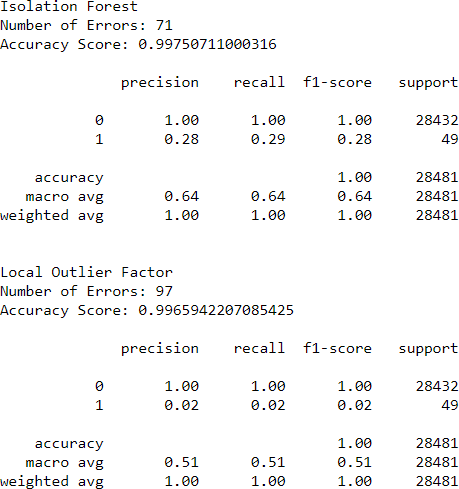 Isolation Forest
Number of Errors: 71
Accuracy Score: 0.99750711000316
precision recall f1-score support
0 1.00 1.00 1.00 28432
1 0.28 0.29 0.28 49
accuracy 1.00 28481
macro avg 0.64 0.64 0.64 28481
weighted avg 1.00 1.00 1.00 28481
Local Outlier Factor
Number of Errors: 97
Accuracy Score: 0.9965942207085425
precision recall f1-score support
0 1.00 1.00 1.00 28432
1 0.02 0.02 0.02 49
accuracy 1.00 28481
macro avg 0.51 0.51 0.51 28481
weighted avg 1.00 1.00 1.00 28481